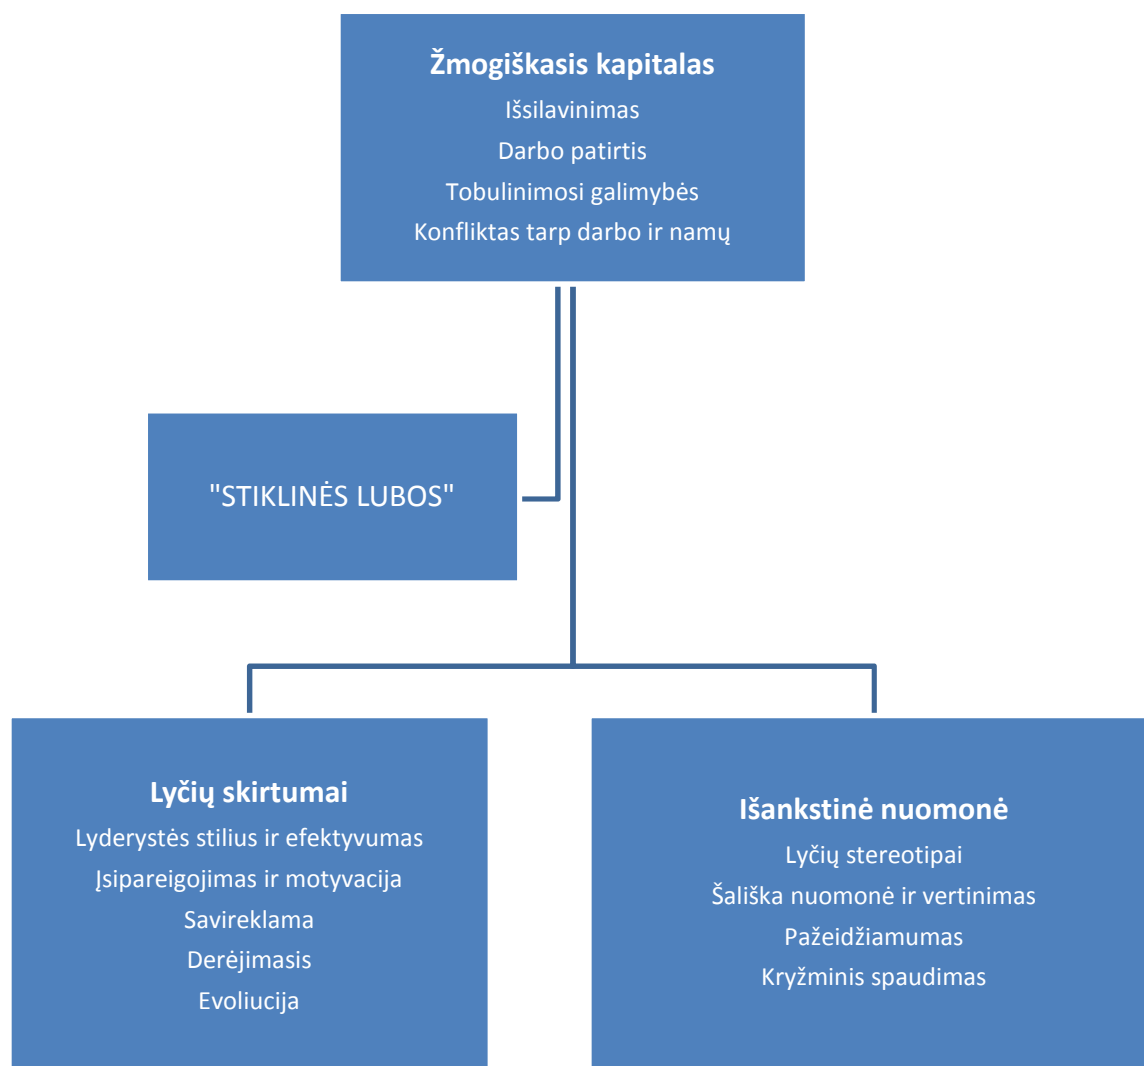 Žmogiškasis kapitalas
Išsilavinimas
Darbo patirtis
Tobulinimosi galimybės
Konfliktas tarp darbo ir namų
"STIKLINĖS LUBOS"
Lyčių skirtumai
Lyderystės stilius ir efektyvumas
Įsipareigojimas ir motyvacija
Savireklama
Derėjimasis
Evoliucija
Išankstinė nuomonė
Lyčių stereotipai
Šališka nuomonė ir vertinimas
Pažeidžiamumas
Kryžminis spaudimas